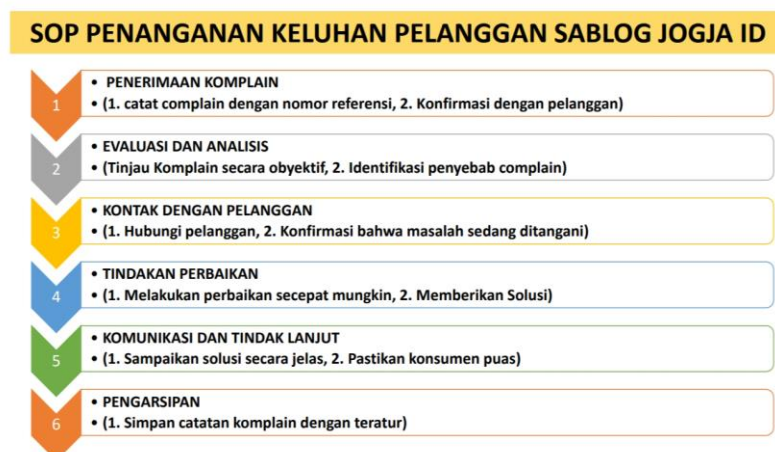 SOP PENANGANAN KELUHAN PELANGGAN SABLOG JOGJA ID
1
• PENERIMAAN KOMPLAIN
• (1. catat complain dengan nomor referensi, 2. Konfirmasi dengan pelanggan)
2
• EVALUASI DAN ANALISIS
• (Tinjau Komplain secara obyektif, 2. Identifikasi penyebab complain)
3
• KONTAK DENGAN PELANGGAN
• (1. Hubungi pelanggan, 2. Konfirmasi bahwa masalah sedang ditangani)
4
• TINDAKAN PERBAIKAN
• (1. Melakukan perbaikan secepat mungkin, 2. Memberikan Solusi)
5
• KOMUNIKASI DAN TINDAK LANJUT
• (1. Sampaikan solusi secara jelas, 2. Pastikan konsumen puas)
6
• PENGARSIPAN
• (1. Simpan catatan komplain dengan teratur)